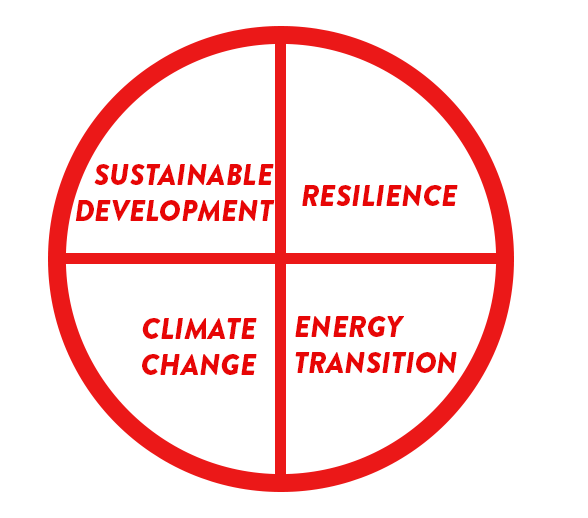 SUSTAINABLE
DEVELOPMENT
RESILIENCE
CLIMATE
CHANGE
ENERGY
TRANSITION